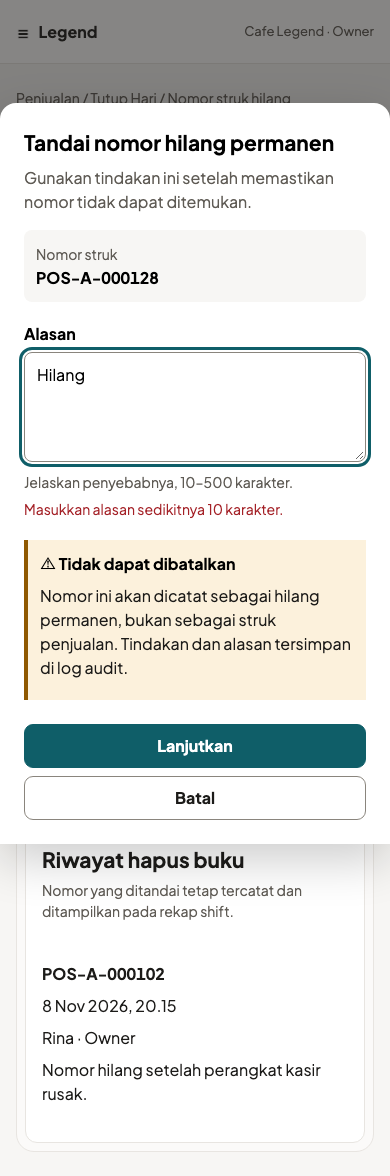 ≡ Legend
Cafe Legend · Owner
Penjualan / Tutup Hari / Nomor struk hilang
Tandai nomor hilang permanen
Gunakan tindakan ini setelah memastikan
nomor tidak dapat ditemukan.
Nomor struk
POS-A-000128
Alasan
Hilang
Jelaskan penyebabnya, 10–500 karakter.
Masukkan alasan sedikitnya 10 karakter.
⚠ Tidak dapat dibatalkan
Nomor ini akan dicatat sebagai hilang
permanen, bukan sebagai struk
penjualan. Tindakan dan alasan tersimpan
di log audit.
Lanjutkan
Batal
Riwayat hapus buku
Nomor yang ditandai tetap tercatat dan
ditampilkan pada rekap shift.
POS-A-000102
8 Nov 2026, 20.15
Rina · Owner
Nomor hilang setelah perangkat kasir
rusak.